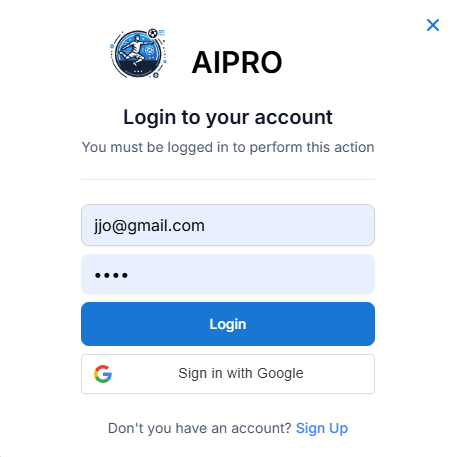 AIPRO
Login to your account
You must be logged in to perform this action
jjo@gmail.com
••••
Login
Sign in with Google
Don't you have an account? Sign Up